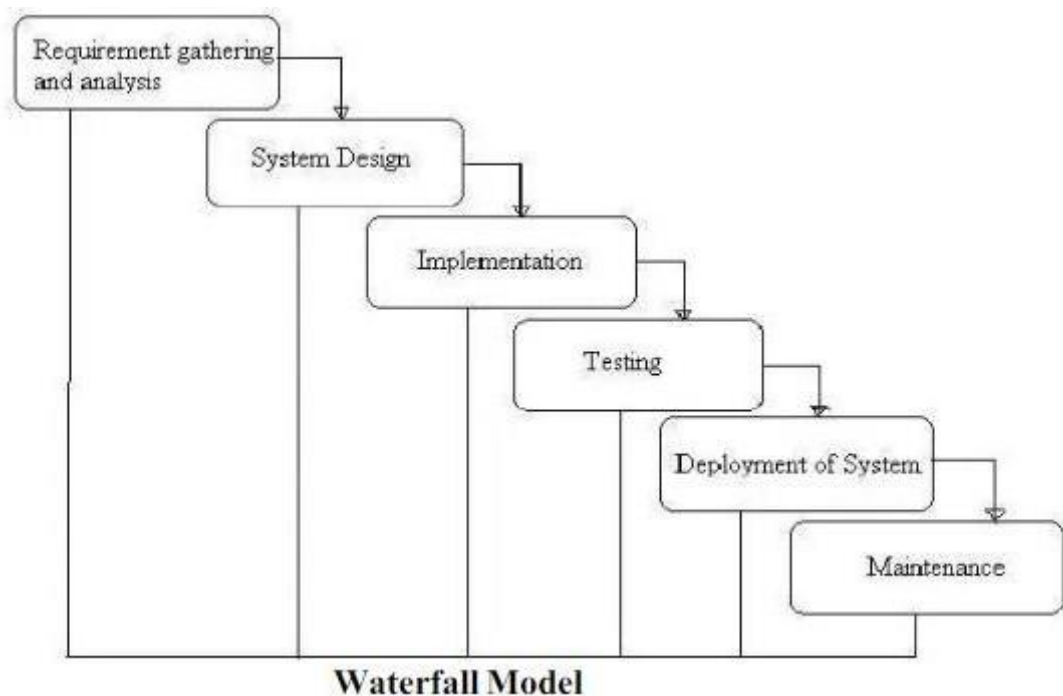 Requirement gathering
and analysis
System Design
Implementation
Testing
Deployment of System
Maintenance
Waterfall Model